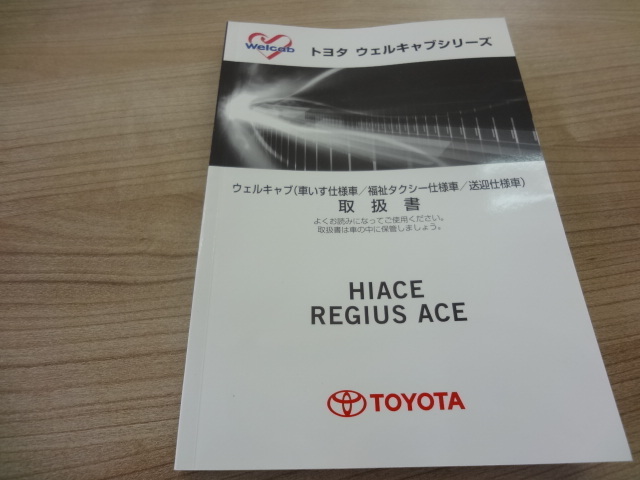 Welcab
トヨタ ウェルキャブシリーズ
ウェルキャブ(車いす仕様車/福祉タクシー仕様車/送迎仕様車)
取扱書
よくお読みになってご使用ください。
取扱書は車の中に保管しましょう。
HIACE
REGIUS ACE
TOYOTA